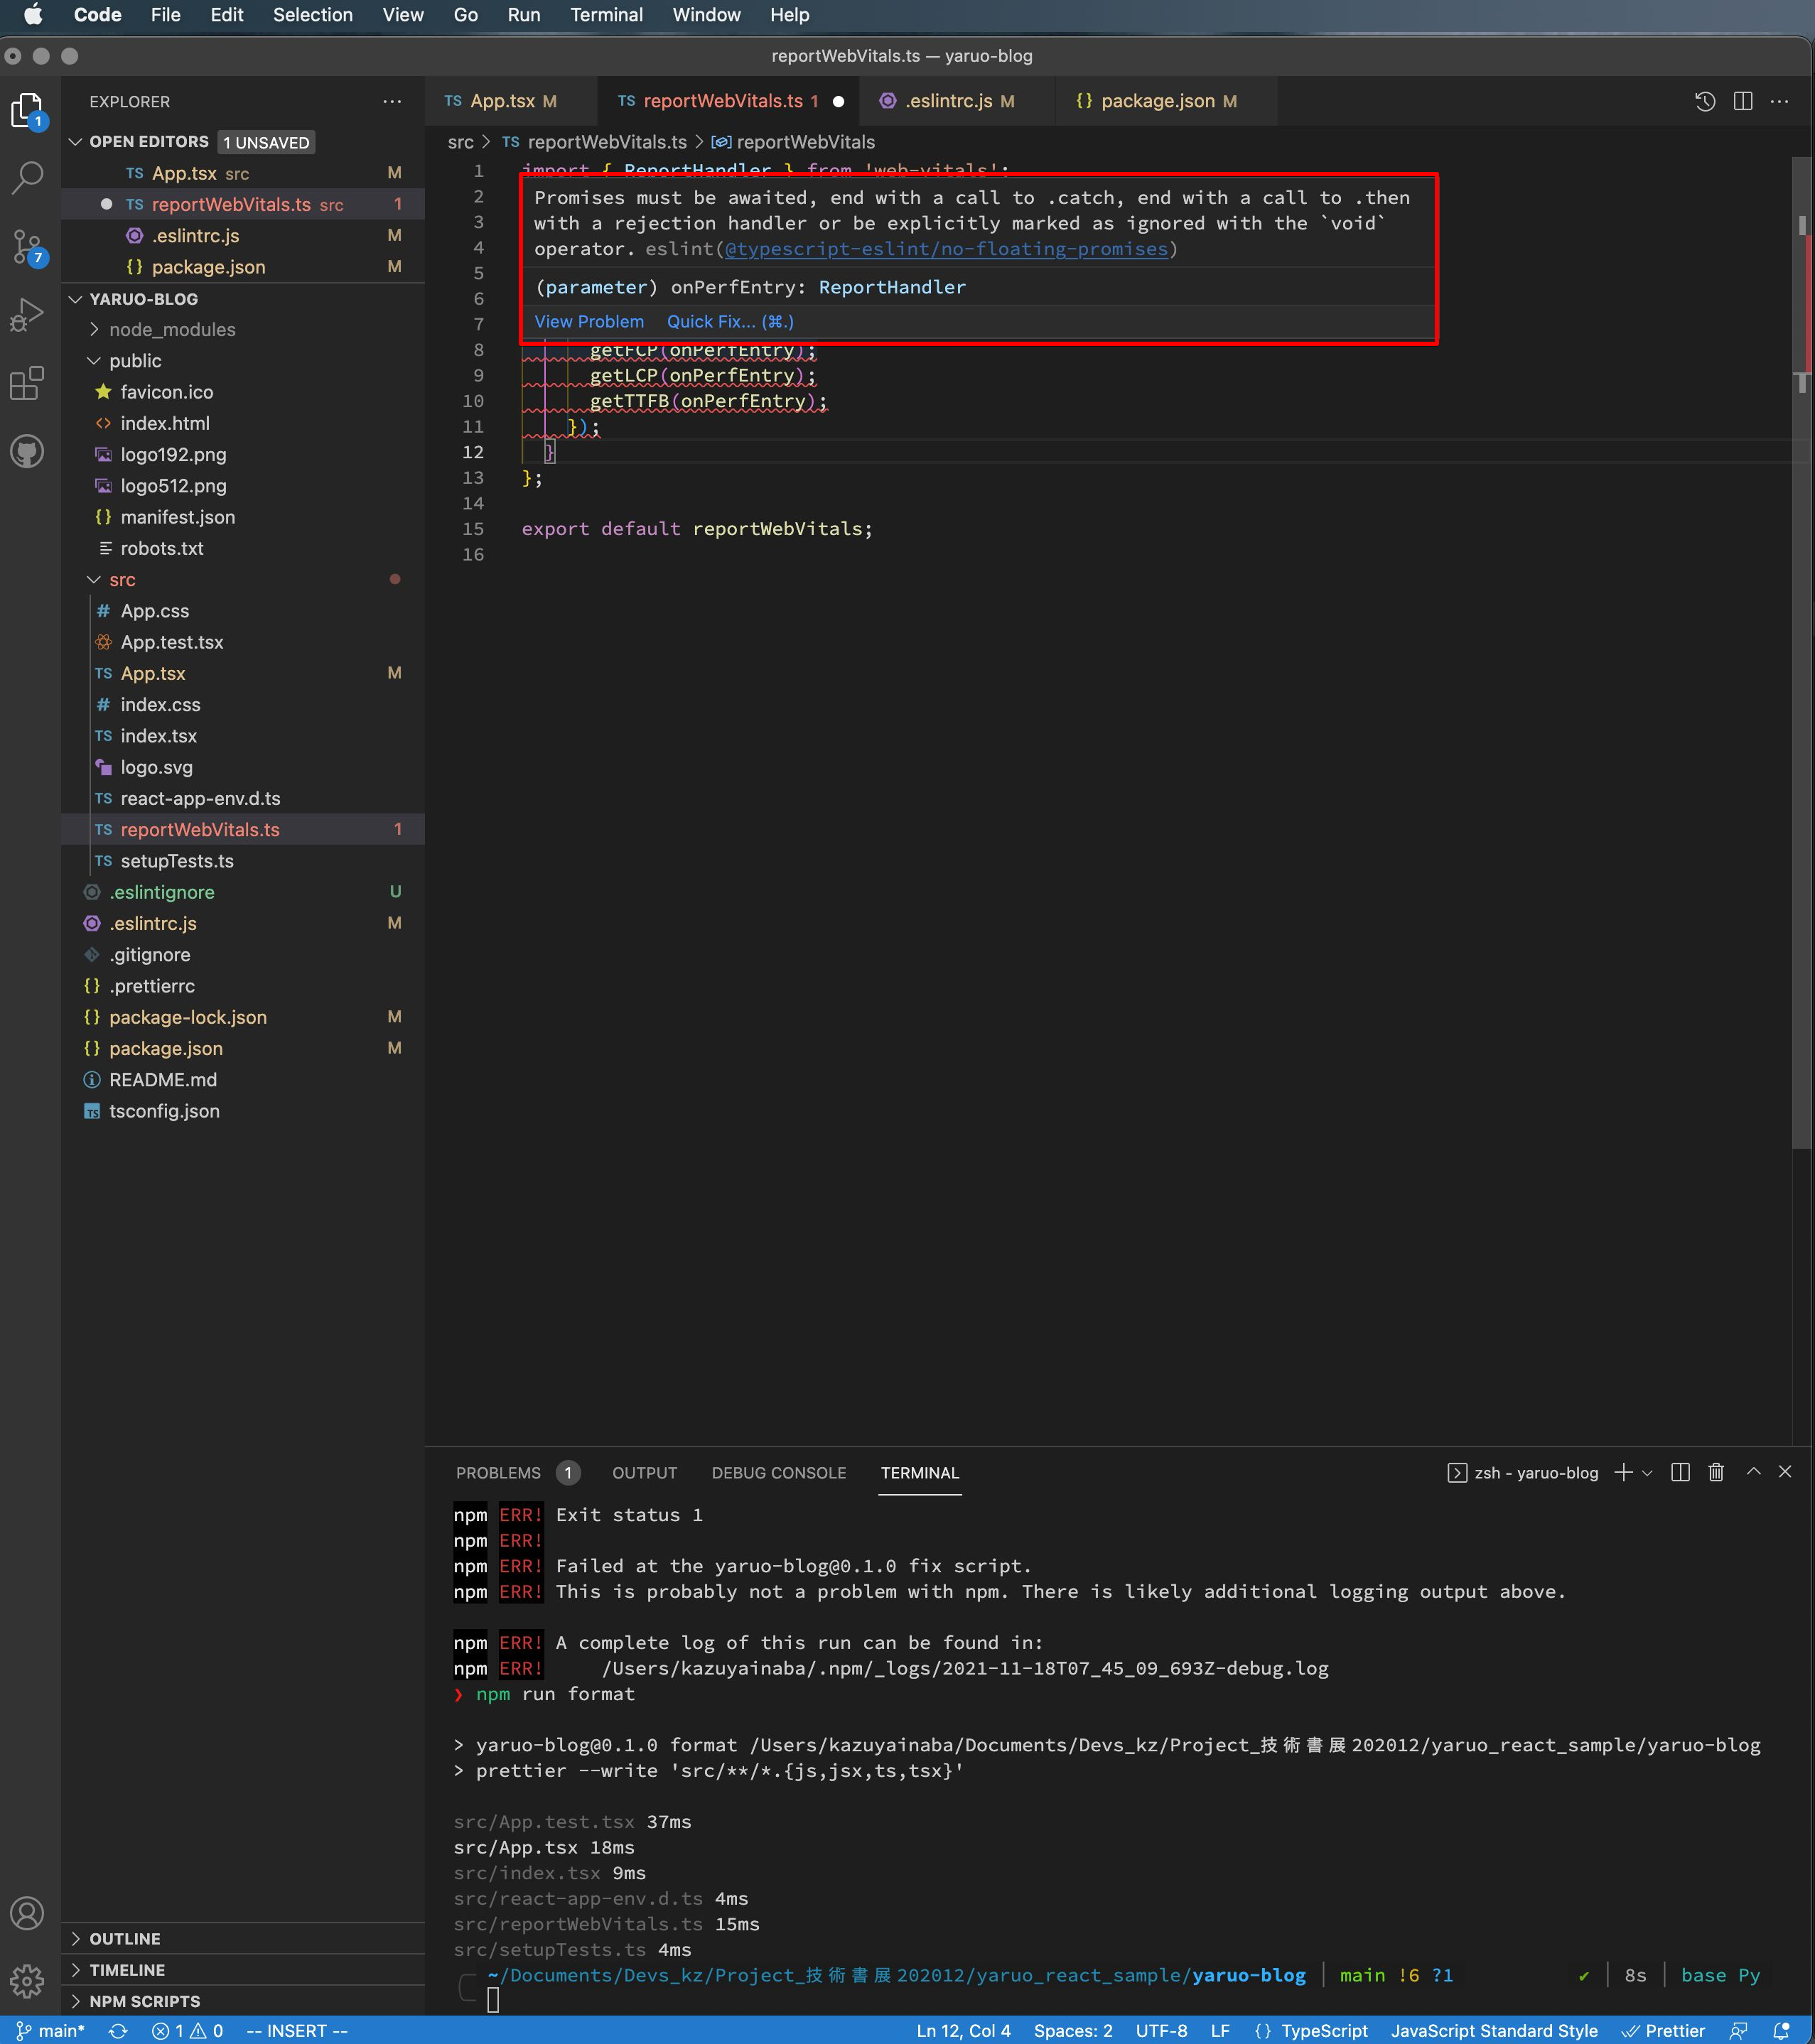 Code File Edit Selection View Go Run Terminal Window Help
reportWebVitals.ts — yaruo-blog
EXPLORER
OPEN EDITORS 1 UNSAVED
TS App.tsx src M
TS reportWebVitals.ts src 1
.eslintrc.js M
{} package.json M
YARUO-BLOG
node_modules
public
favicon.ico
<> index.html
logo192.png
logo512.png
{} manifest.json
robots.txt
src
# App.css
App.test.tsx
TS App.tsx M
# index.css
TS index.tsx
logo.svg
TS react-app-env.d.ts
TS reportWebVitals.ts 1
TS setupTests.ts
.eslintignore U
.eslintrc.js M
.gitignore
{} .prettierrc
{} package-lock.json M
{} package.json M
README.md
TS tsconfig.json
OUTLINE
TIMELINE
NPM SCRIPTS
1
7
TS App.tsx M TS reportWebVitals.ts 1 .eslintrc.js M {} package.json M
src > TS reportWebVitals.ts > reportWebVitals
1 import { ReportHandler } from 'web-vitals';
2
3
4
5
6
7
Promises must be awaited, end with a call to .catch, end with a call to .then
with a rejection handler or be explicitly marked as ignored with the `void`
operator. eslint(@typescript-eslint/no-floating-promises)
(parameter) onPerfEntry: ReportHandler
View Problem Quick Fix... (⌘.)
8 getFCP(onPerfEntry);
9 getLCP(onPerfEntry);
10 getTTFB(onPerfEntry);
11 });
12 }
13 };
14
15 export default reportWebVitals;
16
PROBLEMS 1 OUTPUT DEBUG CONSOLE TERMINAL zsh - yaruo-blog
npm ERR! Exit status 1
npm ERR!
npm ERR! Failed at the yaruo-blog@0.1.0 fix script.
npm ERR! This is probably not a problem with npm. There is likely additional logging output above.
npm ERR! A complete log of this run can be found in:
npm ERR! /Users/kazuyainaba/.npm/_logs/2021-11-18T07_45_09_693Z-debug.log
❯ npm run format
> yaruo-blog@0.1.0 format /Users/kazuyainaba/Documents/Devs_kz/Project_技術書展202012/yaruo_react_sample/yaruo-blog
> prettier --write 'src/**/*.{js,jsx,ts,tsx}'
src/App.test.tsx 37ms
src/App.tsx 18ms
src/index.tsx 9ms
src/react-app-env.d.ts 4ms
src/reportWebVitals.ts 15ms
src/setupTests.ts 4ms
~/Documents/Devs_kz/Project_技術書展202012/yaruo_react_sample/yaruo-blog main !6 ?1 ✔ 8s base Py
main* 1 0 -- INSERT -- Ln 12, Col 4 Spaces: 2 UTF-8 LF {} TypeScript JavaScript Standard Style Prettier